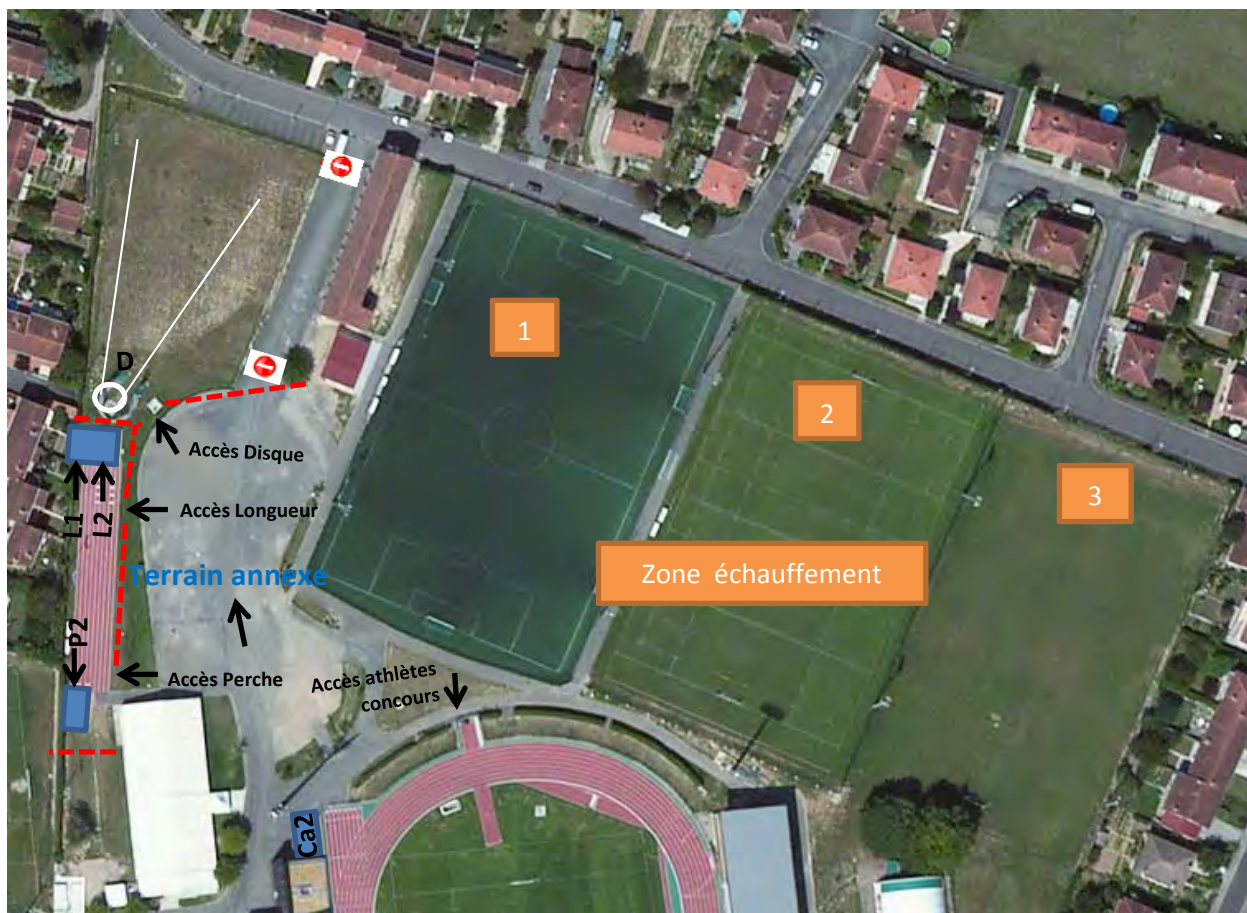 1
D
2
Accès Disque
3
L1
L2
Accès Longueur
Zone échauffement
Terrain annexe
P2
Accès Perche
Accès athlètes
concours
Ca2